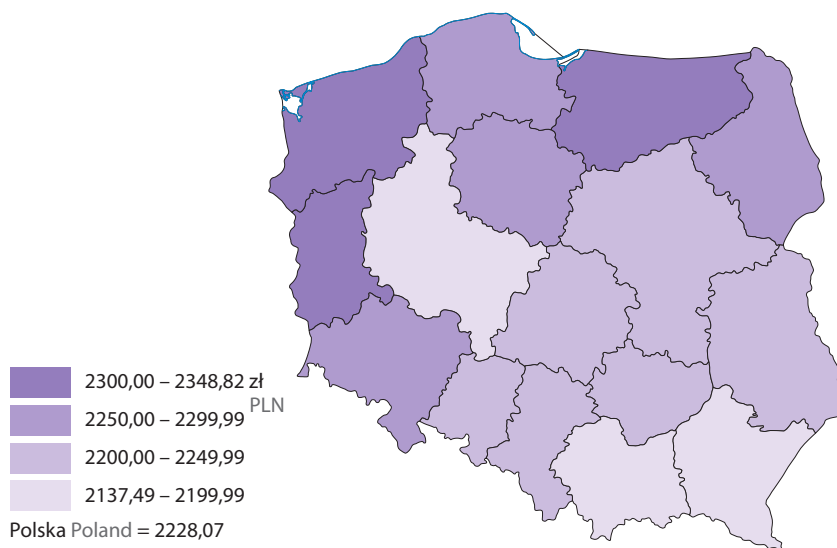 2300,00 – 2348,82 zł
PLN
2250,00 – 2299,99
2200,00 – 2249,99
2137,49 – 2199,99
Polska Poland = 2228,07